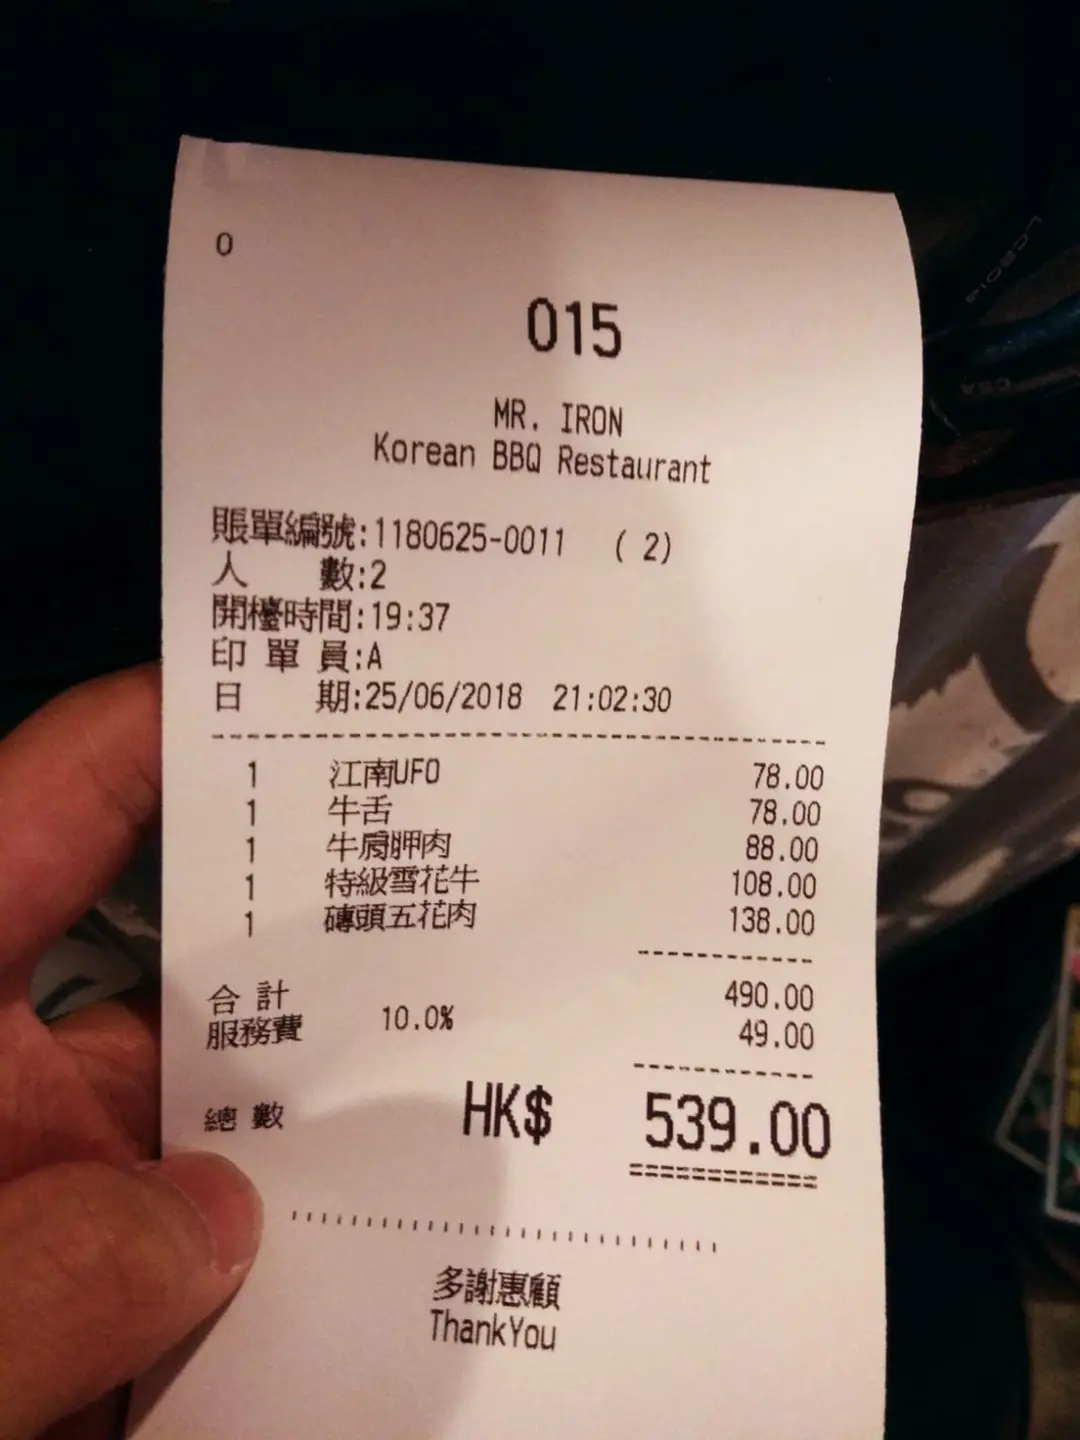 0
015
MR. IRON
Korean BBQ Restaurant
賬單編號:1180625-0011 ( 2)
人 數:2
開檯時間:19:37
印 單 員:A
日 期:25/06/2018 21:02:30
1 江南UFO 78.00
1 牛舌 78.00
1 牛肩胛肉 88.00
1 特級雪花牛 108.00
1 磚頭五花肉 138.00
合 計 490.00
服務費 10.0% 49.00
總 數 HK$ 539.00
多謝惠顧
ThankYou